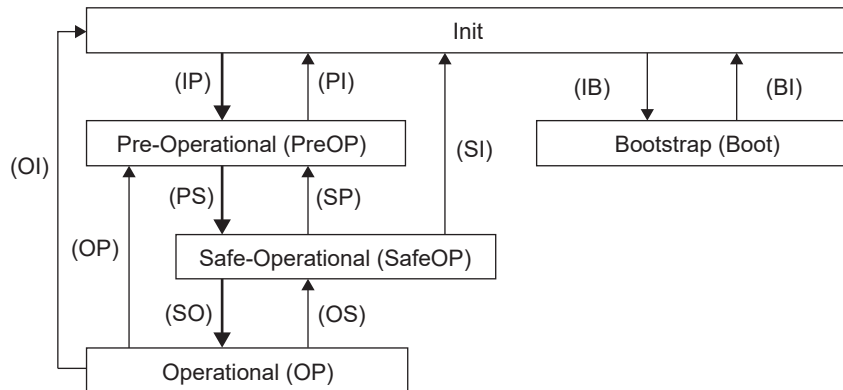 Init
(IP)
(PI)
(IB)
(BI)
Pre-Operational (PreOP)
Bootstrap (Boot)
(OI)
(SI)
(PS)
(SP)
(OP)
Safe-Operational (SafeOP)
(SO)
(OS)
Operational (OP)